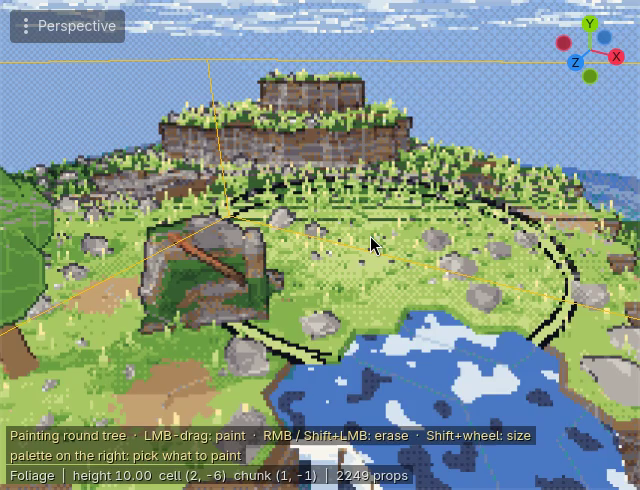 Perspective
Y
X
Z
Painting round tree · LMB-drag: paint · RMB / Shift+LMB: erase · Shift+wheel: size
palette on the right: pick what to paint
Foliage | height 10.00 cell (2, -6) chunk (1, -1) | 2249 props